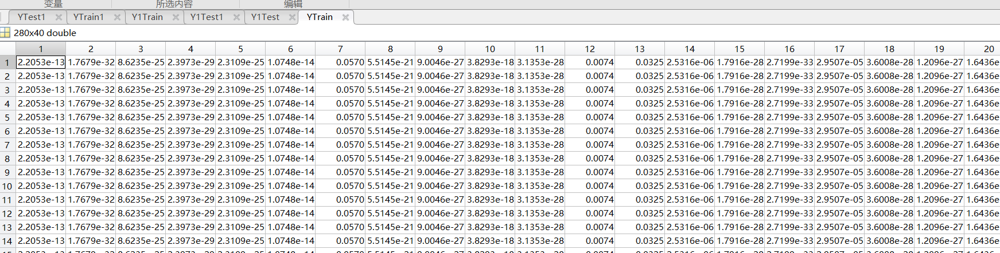 变量 所选内容 编辑
YTest1 YTrain1 Y1Train Y1Test1 Y1Test YTrain
280x40 double
1 2 3 4 5 6 7 8 9 10 11 12 13 14 15 16 17 18 19 20
1 2.2053e-13 1.7679e-32 8.6235e-25 2.3973e-29 2.3109e-25 1.0748e-14 0.0570 5.5145e-21 9.0046e-27 3.8293e-18 3.1353e-28 0.0074 0.0325 2.5316e-06 1.7916e-28 2.7199e-33 2.9507e-05 3.6008e-28 1.2096e-27 1.6436e
2 2.2053e-13 1.7679e-32 8.6235e-25 2.3973e-29 2.3109e-25 1.0748e-14 0.0570 5.5145e-21 9.0046e-27 3.8293e-18 3.1353e-28 0.0074 0.0325 2.5316e-06 1.7916e-28 2.7199e-33 2.9507e-05 3.6008e-28 1.2096e-27 1.6436e
3 2.2053e-13 1.7679e-32 8.6235e-25 2.3973e-29 2.3109e-25 1.0748e-14 0.0570 5.5145e-21 9.0046e-27 3.8293e-18 3.1353e-28 0.0074 0.0325 2.5316e-06 1.7916e-28 2.7199e-33 2.9507e-05 3.6008e-28 1.2096e-27 1.6436e
4 2.2053e-13 1.7679e-32 8.6235e-25 2.3973e-29 2.3109e-25 1.0748e-14 0.0570 5.5145e-21 9.0046e-27 3.8293e-18 3.1353e-28 0.0074 0.0325 2.5316e-06 1.7916e-28 2.7199e-33 2.9507e-05 3.6008e-28 1.2096e-27 1.6436e
5 2.2053e-13 1.7679e-32 8.6235e-25 2.3973e-29 2.3109e-25 1.0748e-14 0.0570 5.5145e-21 9.0046e-27 3.8293e-18 3.1353e-28 0.0074 0.0325 2.5316e-06 1.7916e-28 2.7199e-33 2.9507e-05 3.6008e-28 1.2096e-27 1.6436e
6 2.2053e-13 1.7679e-32 8.6235e-25 2.3973e-29 2.3109e-25 1.0748e-14 0.0570 5.5145e-21 9.0046e-27 3.8293e-18 3.1353e-28 0.0074 0.0325 2.5316e-06 1.7916e-28 2.7199e-33 2.9507e-05 3.6008e-28 1.2096e-27 1.6436e
7 2.2053e-13 1.7679e-32 8.6235e-25 2.3973e-29 2.3109e-25 1.0748e-14 0.0570 5.5145e-21 9.0046e-27 3.8293e-18 3.1353e-28 0.0074 0.0325 2.5316e-06 1.7916e-28 2.7199e-33 2.9507e-05 3.6008e-28 1.2096e-27 1.6436e
8 2.2053e-13 1.7679e-32 8.6235e-25 2.3973e-29 2.3109e-25 1.0748e-14 0.0570 5.5145e-21 9.0046e-27 3.8293e-18 3.1353e-28 0.0074 0.0325 2.5316e-06 1.7916e-28 2.7199e-33 2.9507e-05 3.6008e-28 1.2096e-27 1.6436e
9 2.2053e-13 1.7679e-32 8.6235e-25 2.3973e-29 2.3109e-25 1.0748e-14 0.0570 5.5145e-21 9.0046e-27 3.8293e-18 3.1353e-28 0.0074 0.0325 2.5316e-06 1.7916e-28 2.7199e-33 2.9507e-05 3.6008e-28 1.2096e-27 1.6436e
10 2.2053e-13 1.7679e-32 8.6235e-25 2.3973e-29 2.3109e-25 1.0748e-14 0.0570 5.5145e-21 9.0046e-27 3.8293e-18 3.1353e-28 0.0074 0.0325 2.5316e-06 1.7916e-28 2.7199e-33 2.9507e-05 3.6008e-28 1.2096e-27 1.6436e
11 2.2053e-13 1.7679e-32 8.6235e-25 2.3973e-29 2.3109e-25 1.0748e-14 0.0570 5.5145e-21 9.0046e-27 3.8293e-18 3.1353e-28 0.0074 0.0325 2.5316e-06 1.7916e-28 2.7199e-33 2.9507e-05 3.6008e-28 1.2096e-27 1.6436e
12 2.2053e-13 1.7679e-32 8.6235e-25 2.3973e-29 2.3109e-25 1.0748e-14 0.0570 5.5145e-21 9.0046e-27 3.8293e-18 3.1353e-28 0.0074 0.0325 2.5316e-06 1.7916e-28 2.7199e-33 2.9507e-05 3.6008e-28 1.2096e-27 1.6436e
13 2.2053e-13 1.7679e-32 8.6235e-25 2.3973e-29 2.3109e-25 1.0748e-14 0.0570 5.5145e-21 9.0046e-27 3.8293e-18 3.1353e-28 0.0074 0.0325 2.5316e-06 1.7916e-28 2.7199e-33 2.9507e-05 3.6008e-28 1.2096e-27 1.6436e
14 2.2053e-13 1.7679e-32 8.6235e-25 2.3973e-29 2.3109e-25 1.0748e-14 0.0570 5.5145e-21 9.0046e-27 3.8293e-18 3.1353e-28 0.0074 0.0325 2.5316e-06 1.7916e-28 2.7199e-33 2.9507e-05 3.6008e-28 1.2096e-27 1.6436e